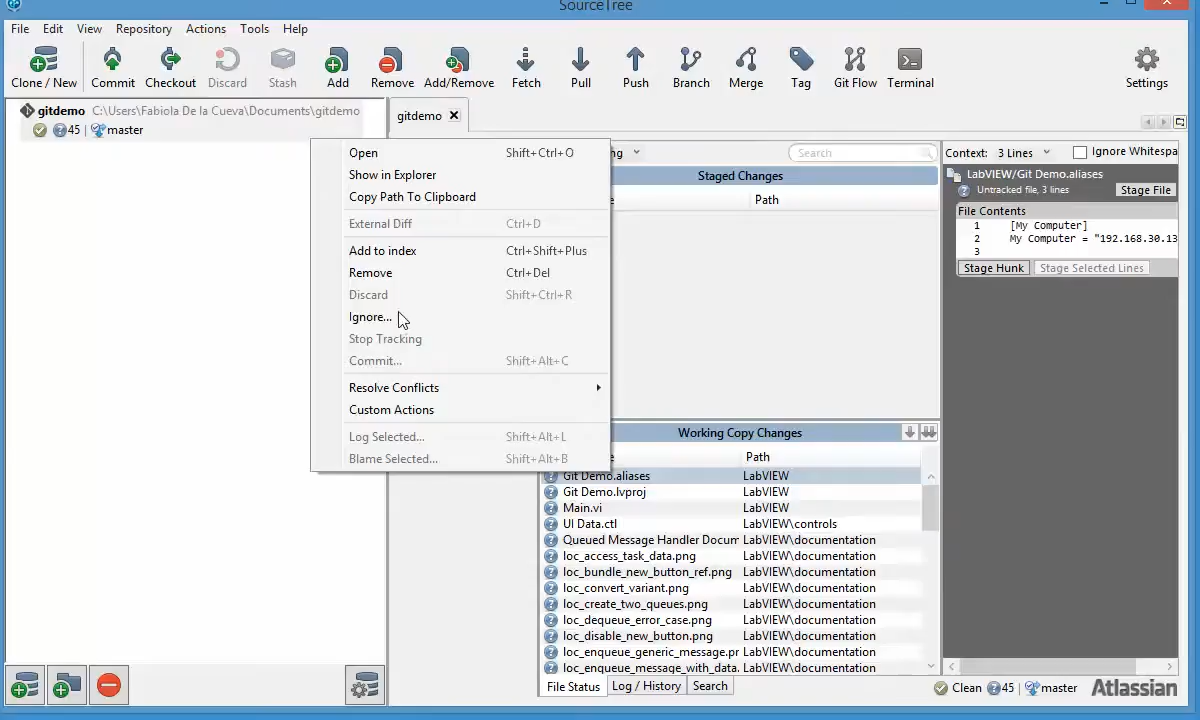 SourceTree
File Edit View Repository Actions Tools Help
Clone / New Commit Checkout Discard Stash Add Remove Add/Remove Fetch Pull Push Branch Merge Tag Git Flow Terminal Settings
gitdemo C:\Users\Fabiola De la Cueva\Documents\gitdemo
45 master
gitdemo
Open Shift+Ctrl+O
Show in Explorer
Copy Path To Clipboard
External Diff Ctrl+D
Add to index Ctrl+Shift+Plus
Remove Ctrl+Del
Discard Shift+Ctrl+R
Ignore...
Stop Tracking
Commit... Shift+Alt+C
Resolve Conflicts
Custom Actions
Log Selected... Shift+Alt+L
Blame Selected... Shift+Alt+B
ng Search
Staged Changes
e Path
Working Copy Changes
e Path
Git Demo.aliases LabVIEW
Git Demo.lvproj LabVIEW
Main.vi LabVIEW
UI Data.ctl LabVIEW\controls
Queued Message Handler Docum LabVIEW\documentation
loc_access_task_data.png LabVIEW\documentation
loc_bundle_new_button_ref.png LabVIEW\documentation
loc_convert_variant.png LabVIEW\documentation
loc_create_two_queues.png LabVIEW\documentation
loc_dequeue_error_case.png LabVIEW\documentation
loc_disable_new_button.png LabVIEW\documentation
loc_enqueue_generic_message.pr LabVIEW\documentation
loc_enqueue_message_with_data. LabVIEW\documentation
File Status Log / History Search
Context: 3 Lines Ignore Whitespa
LabVIEW/Git Demo.aliases
Untracked file, 3 lines Stage File
File Contents
1 [My Computer]
2 My Computer = "192.168.30.13
3
Stage Hunk Stage Selected Lines
Clean 45 master Atlassian